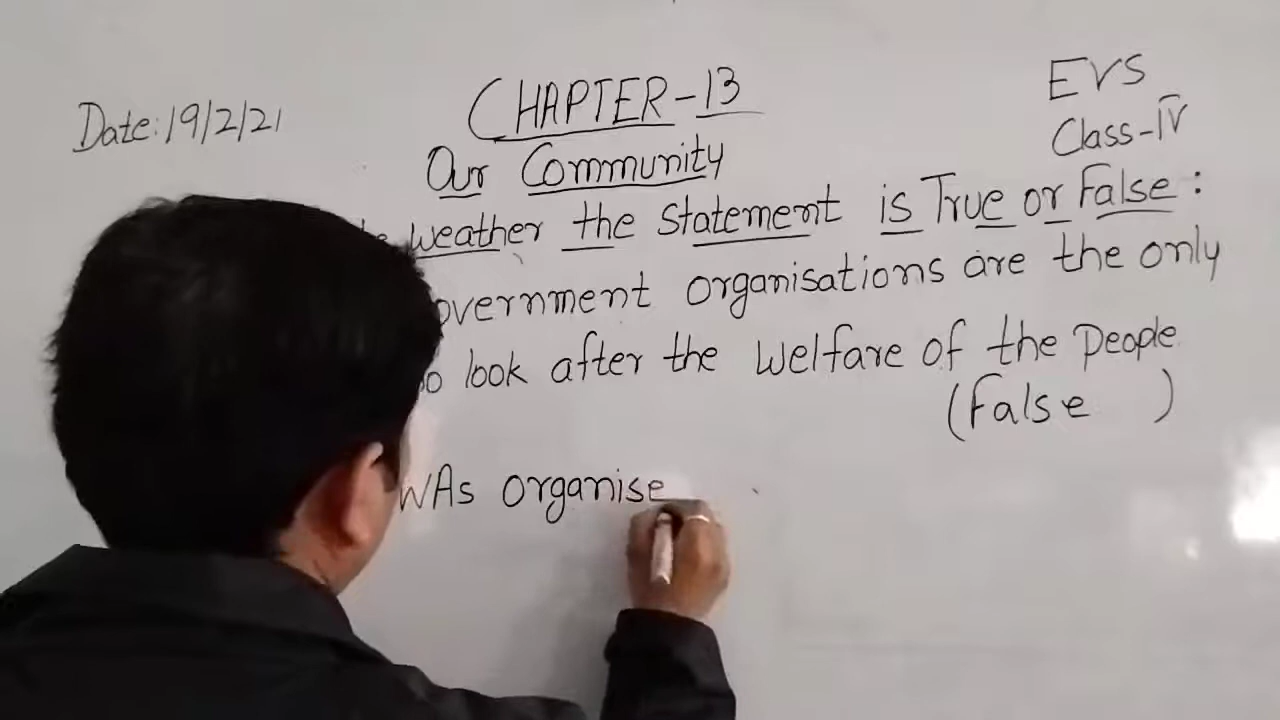 Date: 19/2/21
CHAPTER-13
EVS
Class-IV
Our Community
weather the Statement is True or False:
overnment organisations are the only
look after the welfare of the people.
(False )
WAs organise